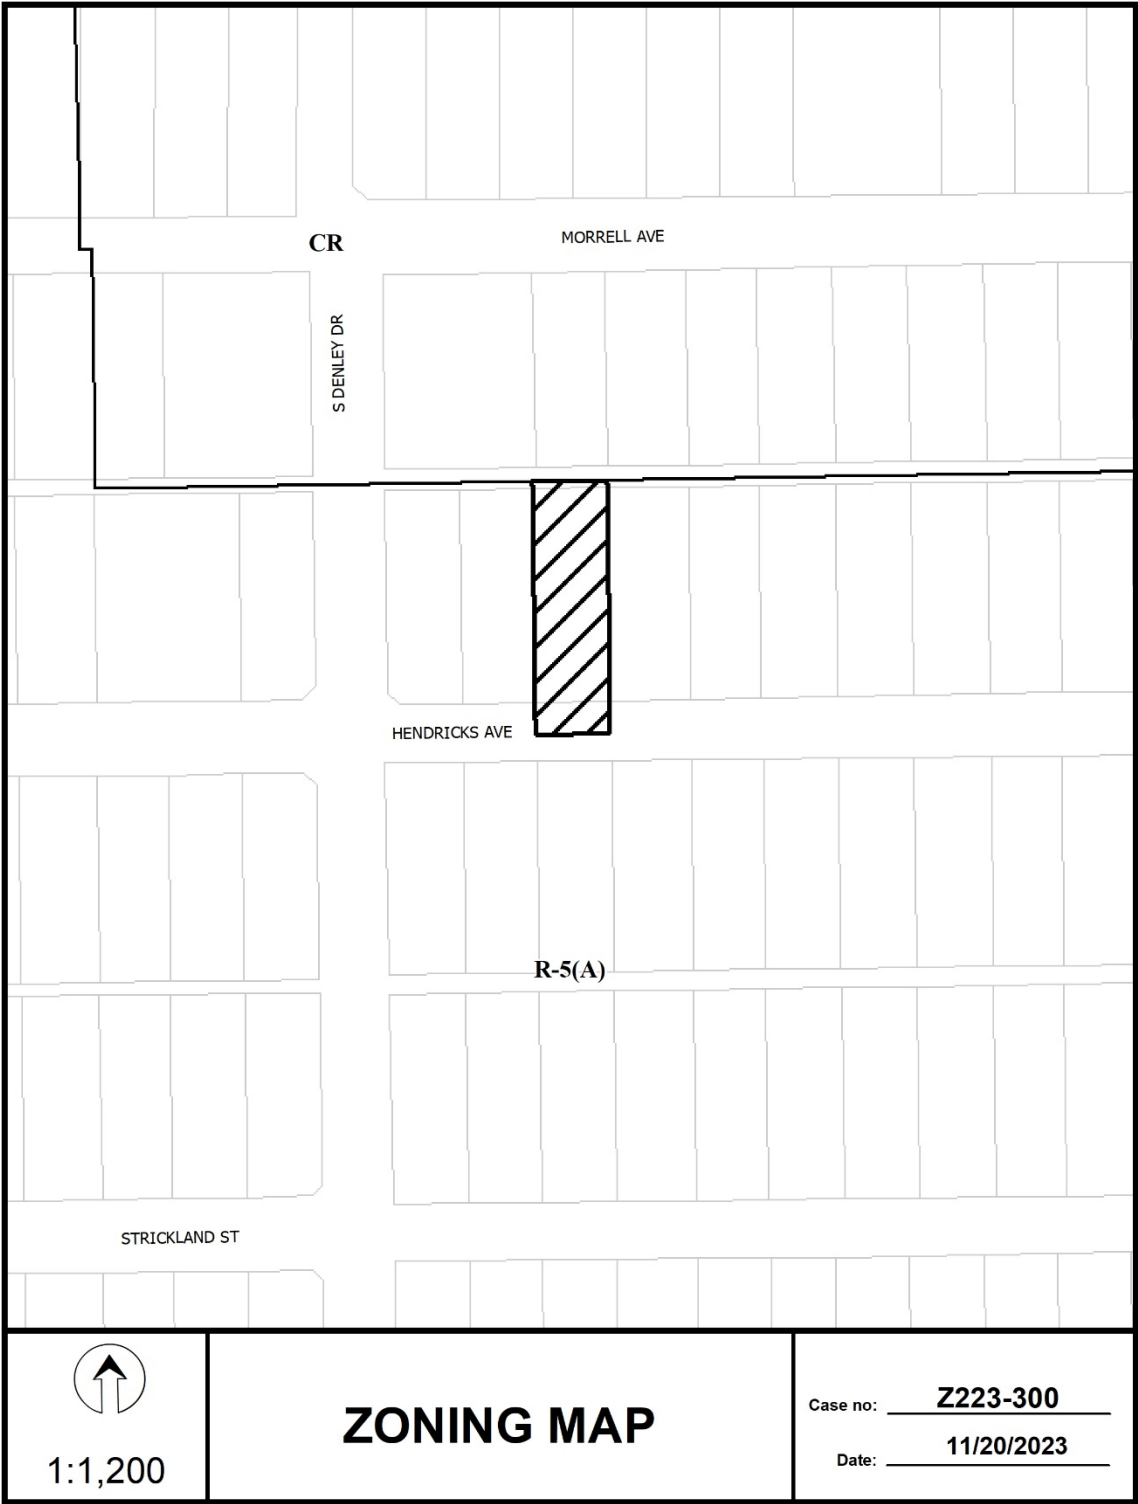 MORRELL AVE
CR
S DENLEY DR
HENDRICKS AVE
R-5(A)
STRICKLAND ST
1:1,200
ZONING MAP
Case no: Z223-300
Date: 11/20/2023